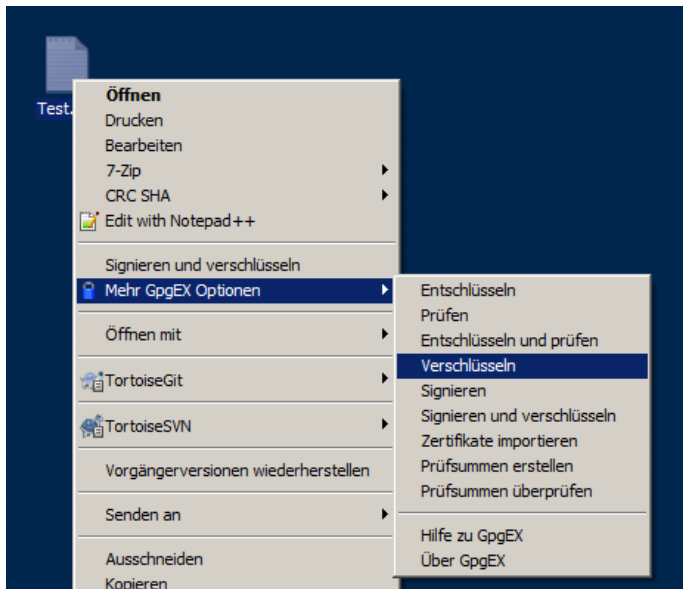 Test.
Öffnen
Drucken
Bearbeiten
7-Zip
CRC SHA
Edit with Notepad++
Signieren und verschlüsseln
Mehr GpgEX Optionen
Öffnen mit
TortoiseGit
TortoiseSVN
Vorgängerversionen wiederherstellen
Senden an
Ausschneiden
Kopieren
Entschlüsseln
Prüfen
Entschlüsseln und prüfen
Verschlüsseln
Signieren
Signieren und verschlüsseln
Zertifikate importieren
Prüfsummen erstellen
Prüfsummen überprüfen
Hilfe zu GpgEX
Über GpgEX